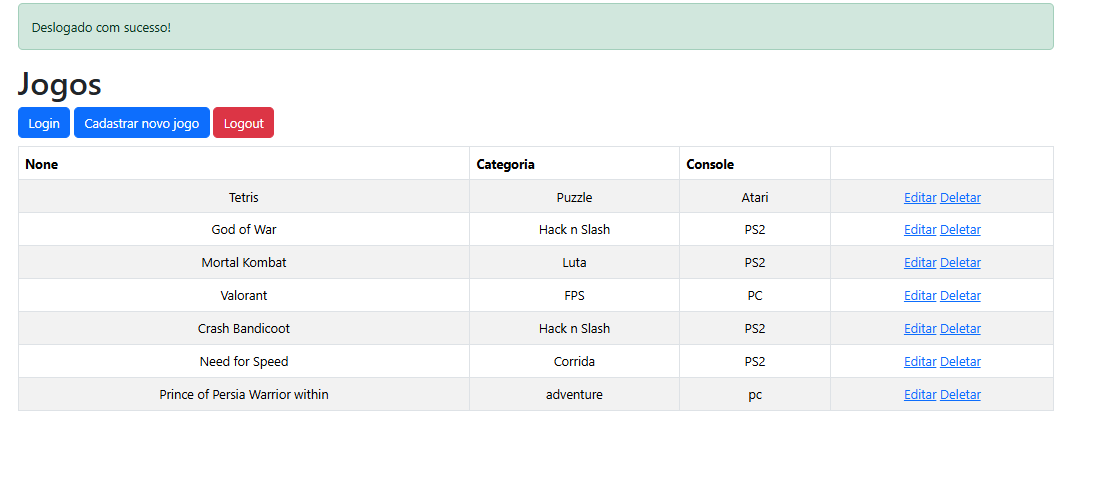 Deslogado com sucesso!
Jogos
Login Cadastrar novo jogo Logout
None Categoria Console
Tetris Puzzle Atari Editar Deletar
God of War Hack n Slash PS2 Editar Deletar
Mortal Kombat Luta PS2 Editar Deletar
Valorant FPS PC Editar Deletar
Crash Bandicoot Hack n Slash PS2 Editar Deletar
Need for Speed Corrida PS2 Editar Deletar
Prince of Persia Warrior within adventure pc Editar Deletar